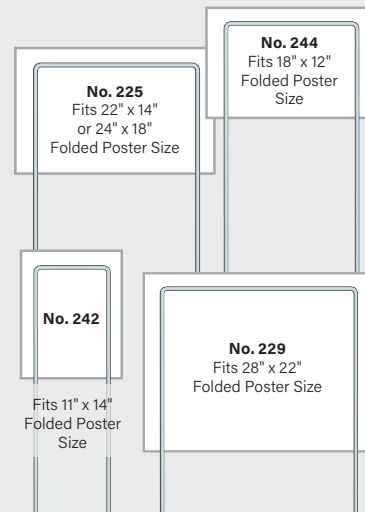 No. 225
Fits 22" x 14"
or 24" x 18"
Folded Poster Size
No. 244
Fits 18" x 12"
Folded Poster
Size
No. 242
Fits 11" x 14"
Folded Poster
Size
No. 229
Fits 28" x 22"
Folded Poster Size